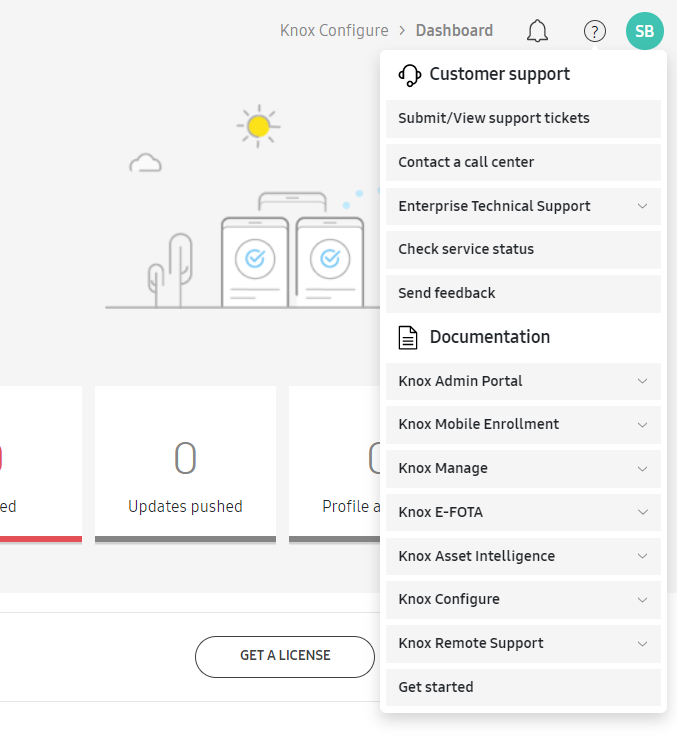 Knox Configure > Dashboard
?
SB
Customer support
Submit/View support tickets
Contact a call center
Enterprise Technical Support
Check service status
Send feedback
Documentation
Knox Admin Portal
Knox Mobile Enrollment
Knox Manage
Knox E-FOTA
Knox Asset Intelligence
Knox Configure
Knox Remote Support
Get started
0
ed
Updates pushed
Profile a
GET A LICENSE